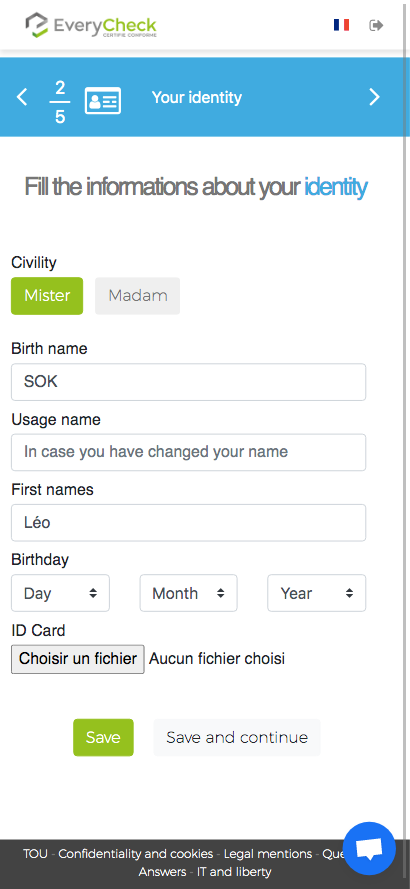 EveryCheck
CERTIFIE CONFORME
2
5
Your identity
Fill the informations about your identity
Civility
Mister Madam
Birth name
SOK
Usage name
In case you have changed your name
First names
Léo
Birthday
Day Month Year
ID Card
Choisir un fichier Aucun fichier choisi
Save Save and continue
TOU - Confidentiality and cookies - Legal mentions - Que
Answers - IT and liberty